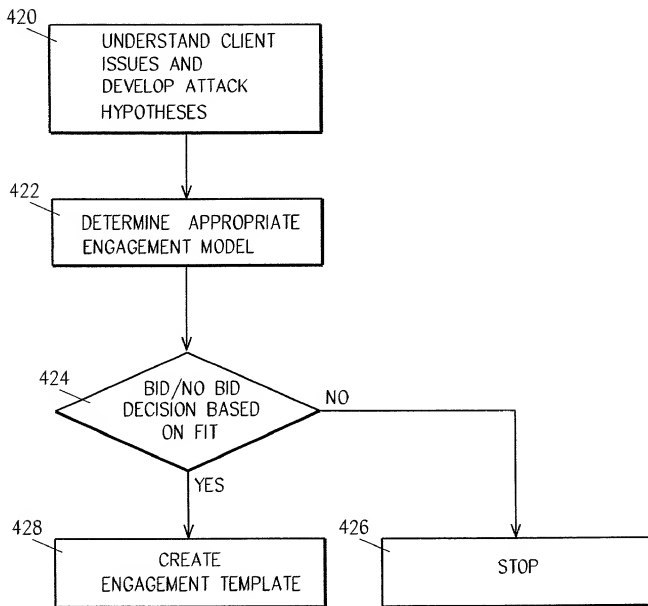 420
UNDERSTAND CLIENT
ISSUES AND
DEVELOP ATTACK
HYPOTHESES
422
DETERMINE APPROPRIATE
ENGAGEMENT MODEL
424
BID/NO BID
DECISION BASED
ON FIT
NO
YES
428
CREATE
ENGAGEMENT TEMPLATE
426
STOP